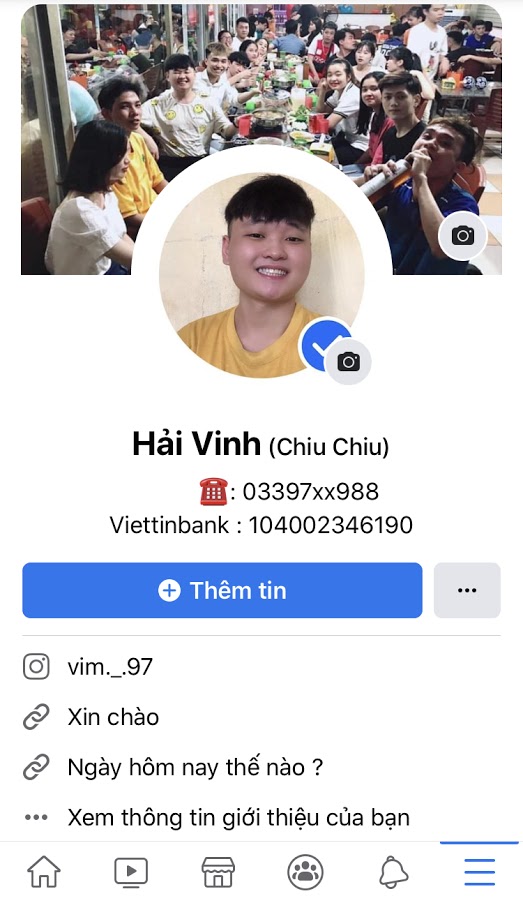 Hải Vinh (Chiu Chiu)
☎️: 03397xx988
Viettinbank : 104002346190
Thêm tin
vim._.97
Xin chào
Ngày hôm nay thế nào ?
Xem thông tin giới thiệu của bạn